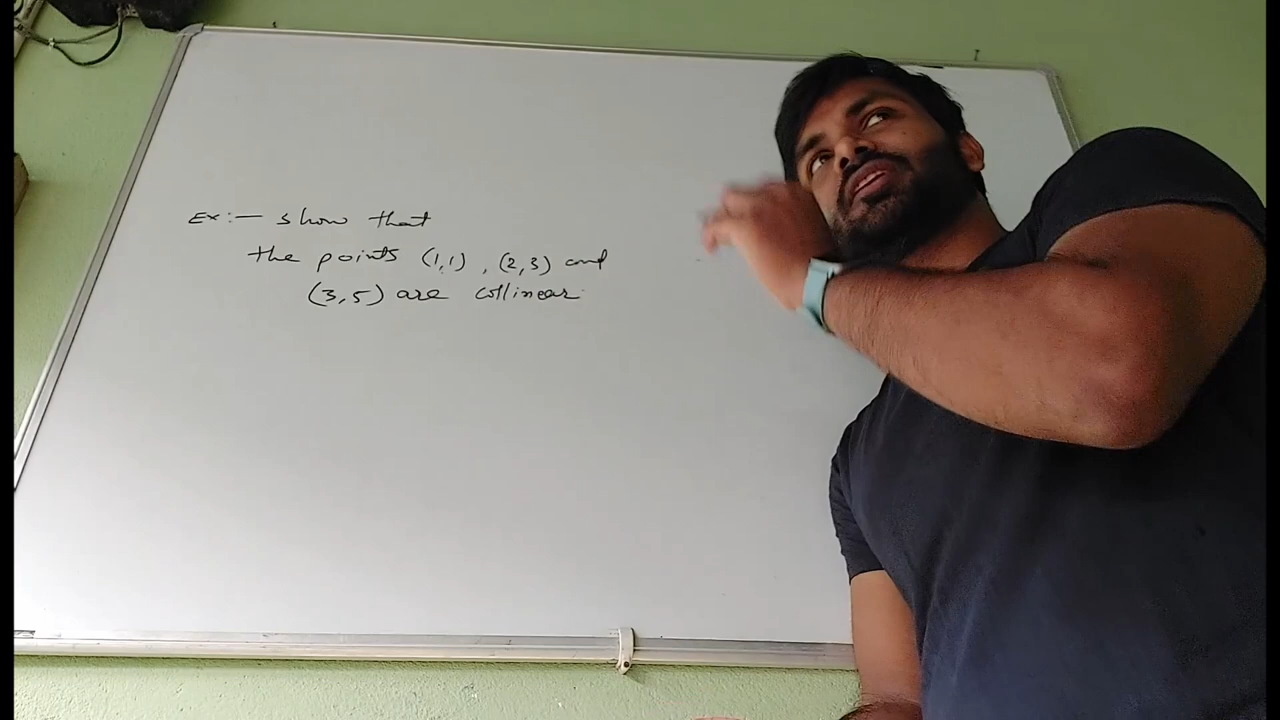 Ex:- show that
the points (1,1), (2,3) and
(3,5) are collinear.